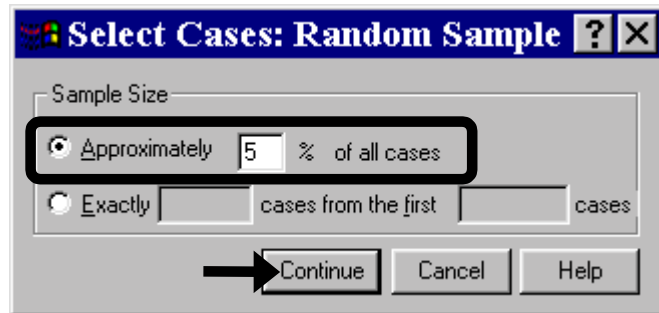 Select Cases: Random Sample ? X
Sample Size
Approximately 5 % of all cases
Exactly cases from the first cases
Continue Cancel Help